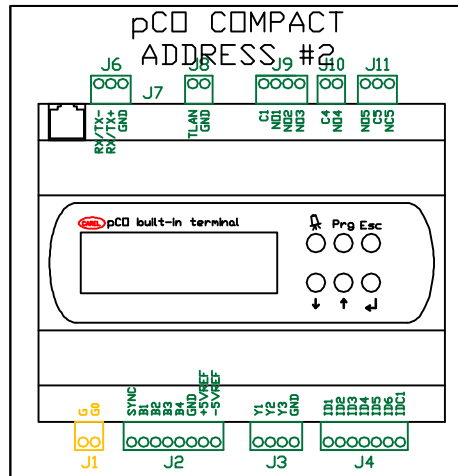 pCO COMPACT
ADDRESS #2
J6
J7
J8
J9
J10
J11
RX/TX-
RX/TX+
GND
TLAN
GND
C1
NO1
NO2
NO3
C4
NO4
NO5
C5
NC5
CAREL
pCO built-in terminal
Prg
Esc
SYNC
B1
B2
B3
B4
GND
+5VREF
-5VREF
G
G0
Y1
Y2
Y3
GND
ID1
ID2
ID3
ID4
ID5
ID6
IDC1
J1
J2
J3
J4